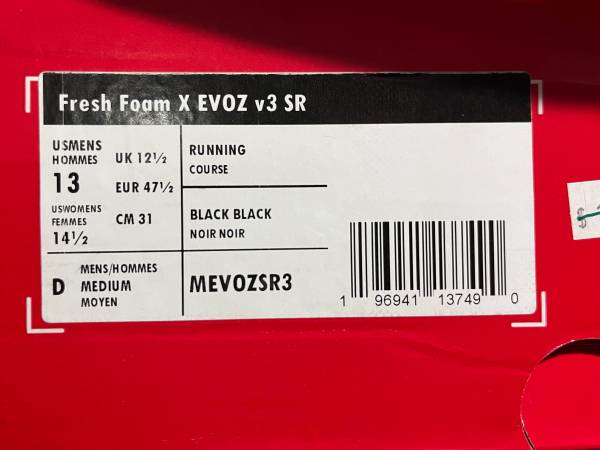 Fresh Foam X EVOZ v3 SR
USMENS
HOMMES
13
UK 12½
EUR 47½
USWOMENS
FEMMES
14½
CM 31
RUNNING
COURSE
BLACK BLACK
NOIR NOIR
D
MENS/HOMMES
MEDIUM
MOYEN
MEVOZSR3
1 96941 13749 0
$